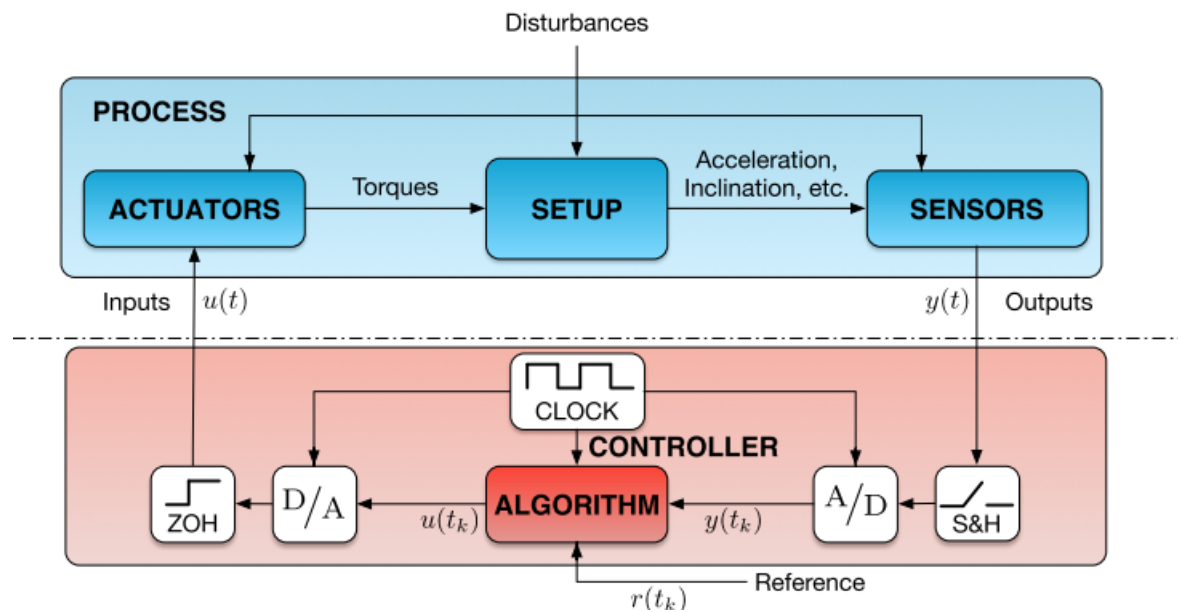 Disturbances
PROCESS
Acceleration,
Inclination, etc.
Torques
ACTUATORS
SETUP
SENSORS
Inputs u(t)
y(t) Outputs
CLOCK
CONTROLLER
ZOH
D/A
u(t_k)
ALGORITHM
y(t_k)
A/D
S&H
Reference
r(t_k)